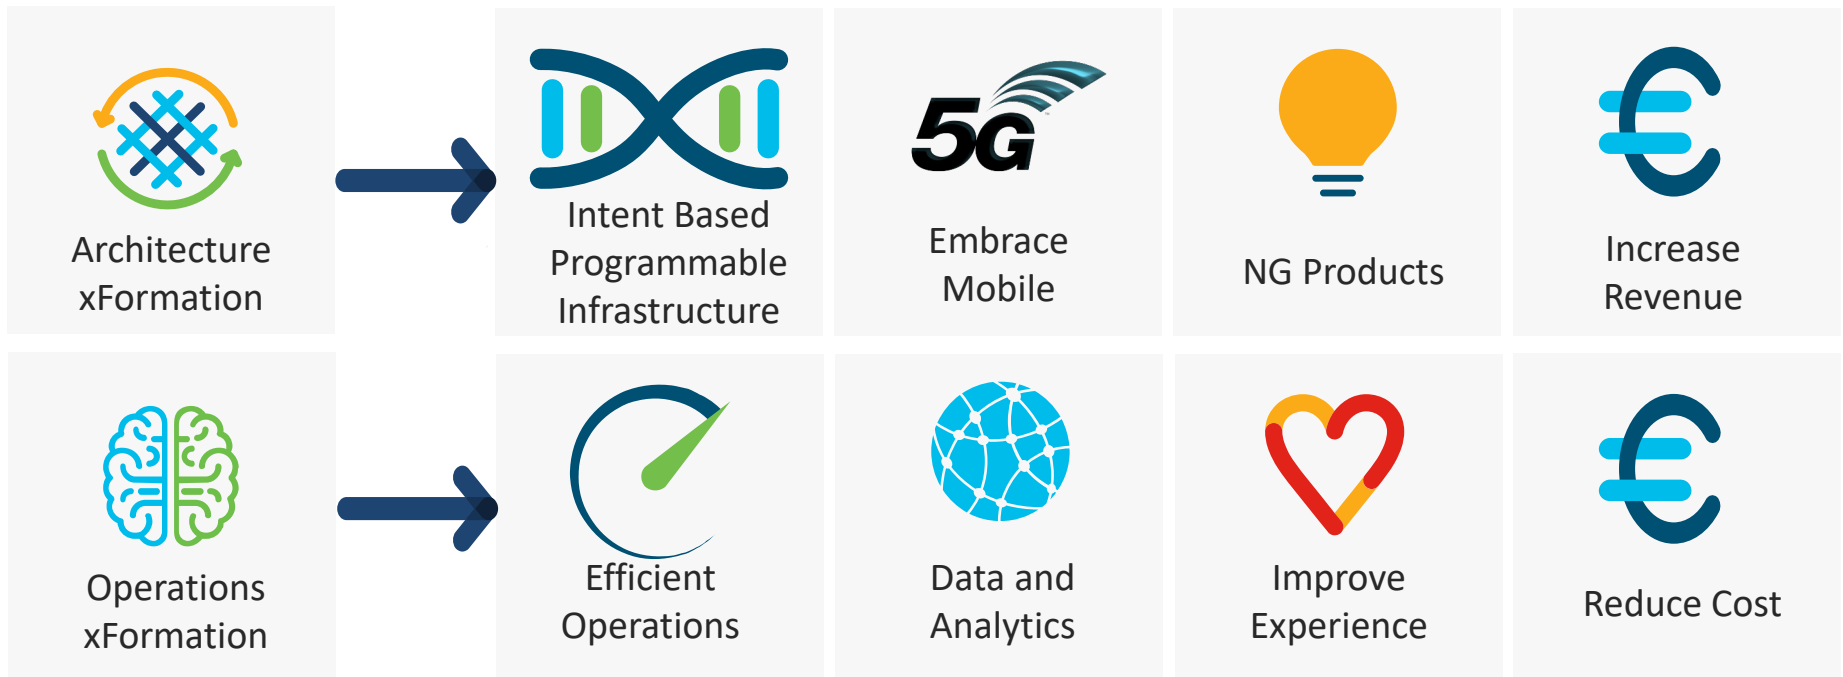 Architecture
xFormation
Intent Based
Programmable
Infrastructure
5G
Embrace
Mobile
NG Products
Increase
Revenue
Operations
xFormation
Efficient
Operations
Data and
Analytics
Improve
Experience
Reduce Cost